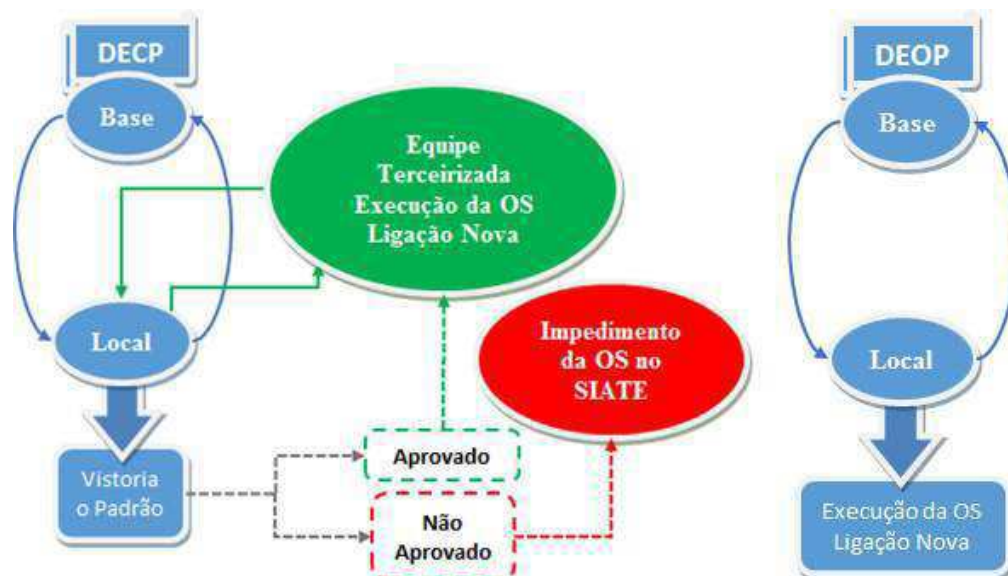 DECP
Base
Equipe
Terceirizada
Execução da OS
Ligação Nova
Local
Impedimento
da OS no
SIATE
Vistoria
o Padrão
Aprovado
Não
Aprovado
DEOP
Base
Local
Execução da OS
Ligação Nova